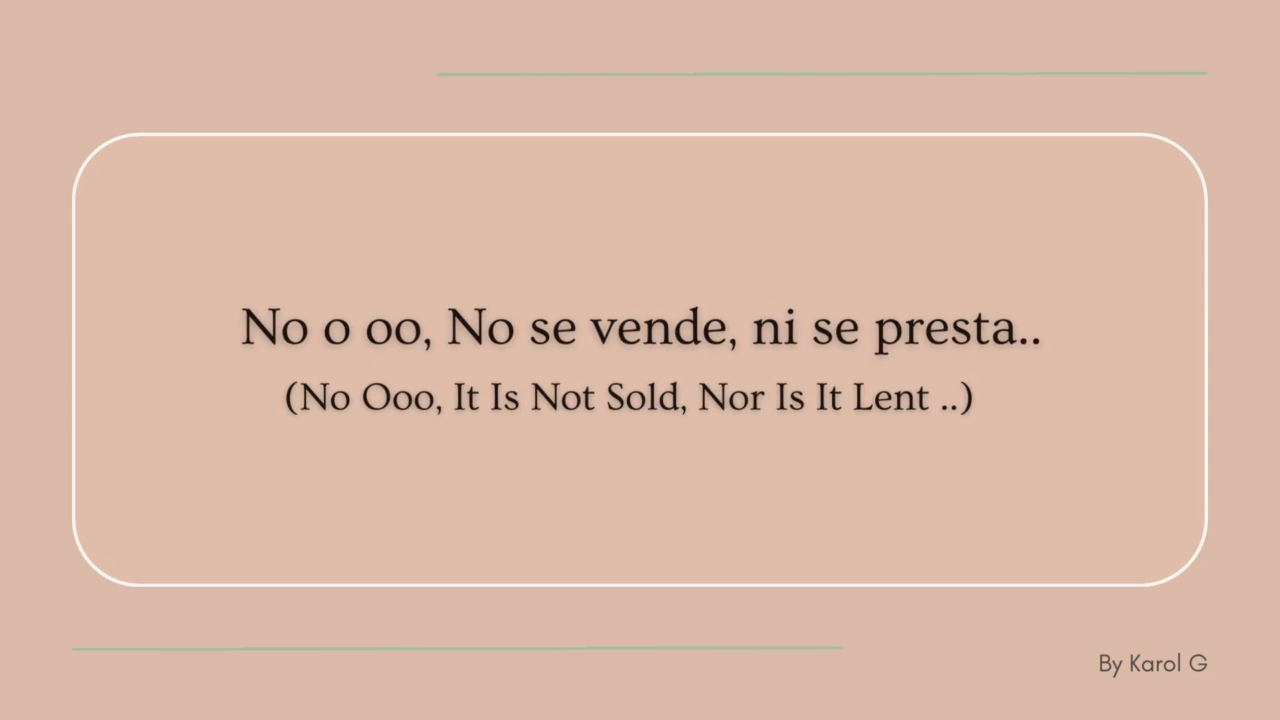 No o oo, No se vende, ni se presta..
(No Ooo, It Is Not Sold, Nor Is It Lent ..)
By Karol G